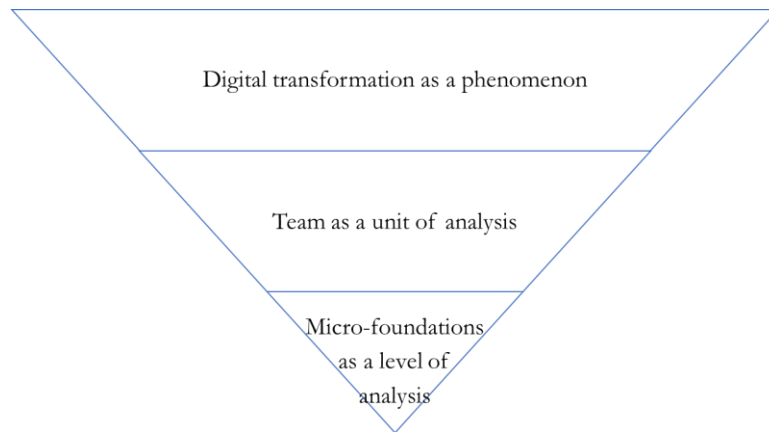 Digital transformation as a phenomenon
Team as a unit of analysis
Micro-foundations
as a level of
analysis